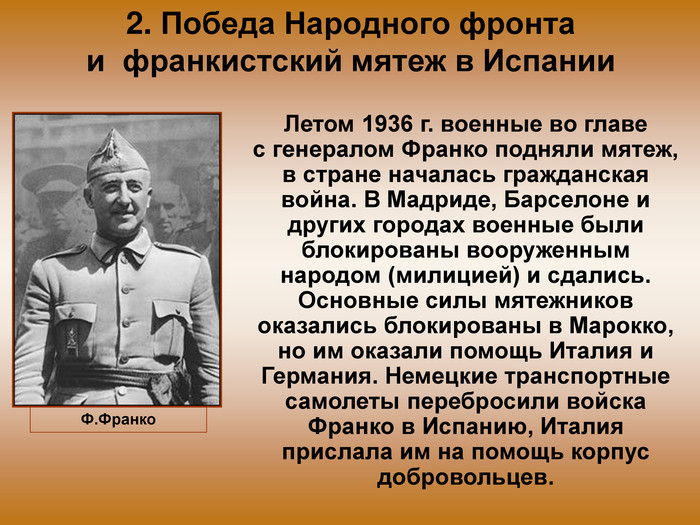 2. Победа Народного фронта
и франкистский мятеж в Испании
Летом 1936 г. военные во главе
с генералом Франко подняли мятеж,
в стране началась гражданская
война. В Мадриде, Барселоне и
других городах военные были
блокированы вооруженным
народом (милицией) и сдались.
Основные силы мятежников
оказались блокированы в Марокко,
но им оказали помощь Италия и
Германия. Немецкие транспортные
самолеты перебросили войска
Франко в Испанию, Италия
прислала им на помощь корпус
добровольцев.
Ф.Франко